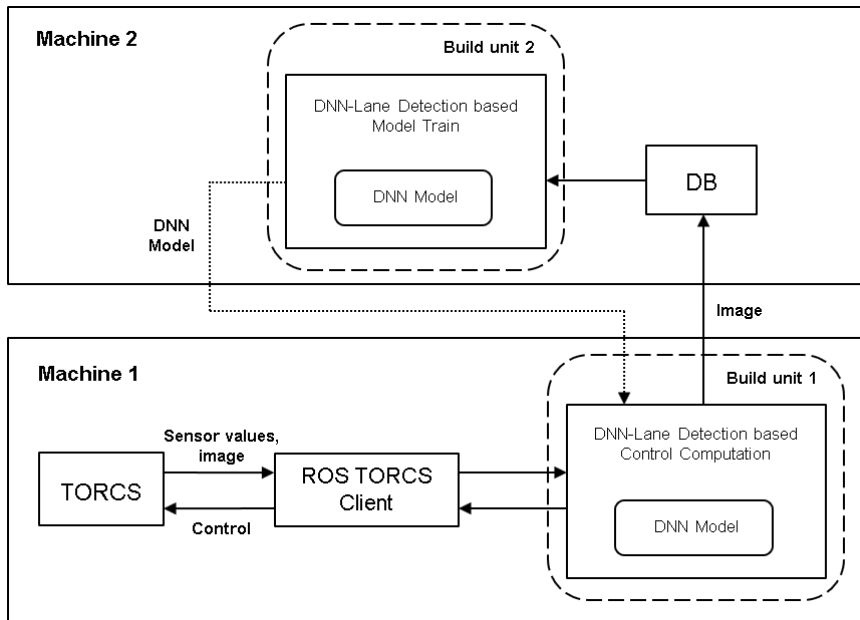 Machine 2
Build unit 2
DNN-Lane Detection based
Model Train
DNN Model
DB
DNN
Model
Image
Machine 1
Build unit 1
DNN-Lane Detection based
Control Computation
DNN Model
Sensor values,
image
TORCS
ROS TORCS
Client
Control